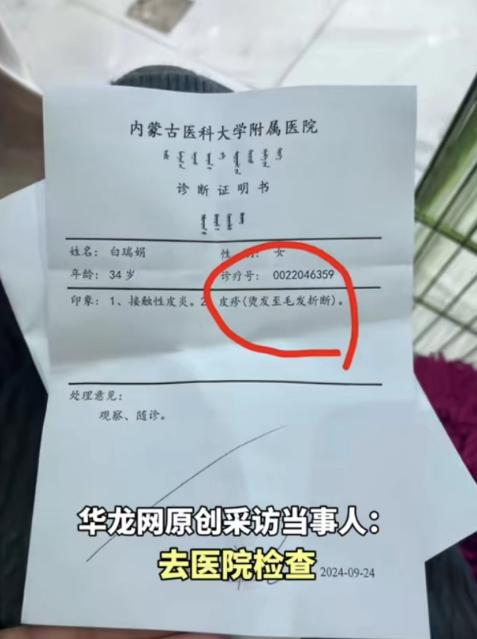 内蒙古医科大学附属医院
诊断证明书
姓名: 白瑞娟 性别: 女
年龄: 34岁 诊疗号: 0022046359
印象: 1、接触性皮炎。2、皮疹(烫发至毛发折断)。
处理意见:
观察、随诊。
华龙网原创采访当事人:
去医院检查
2024-09-24